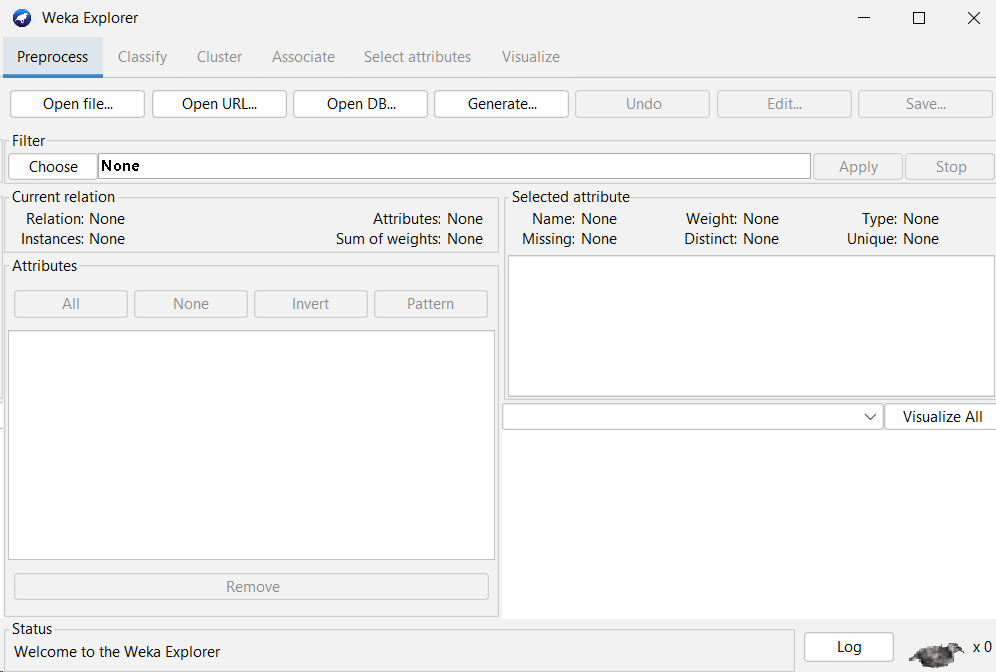 Weka Explorer
Preprocess Classify Cluster Associate Select attributes Visualize
Open file... Open URL... Open DB... Generate... Undo Edit... Save...
Filter
Choose None Apply Stop
Current relation
Relation: None Attributes: None
Instances: None Sum of weights: None
Selected attribute
Name: None Weight: None Type: None
Missing: None Distinct: None Unique: None
Attributes
All None Invert Pattern
Visualize All
Remove
Status
Welcome to the Weka Explorer
Log x 0